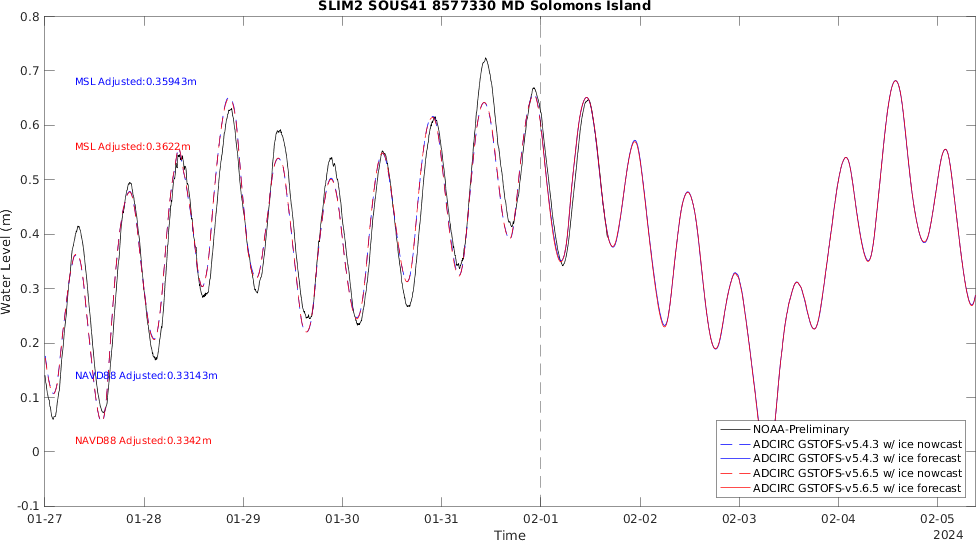 SLIM2 SOUS41 8577330 MD Solomons Island
Water Level (m)
0.8
0.7
0.6
0.5
0.4
0.3
0.2
0.1
0
-0.1
MSL Adjusted:0.35943m
MSL Adjusted:0.3622m
NAVD88 Adjusted:0.33143m
NAVD88 Adjusted:0.3342m
NOAA-Preliminary
ADCIRC GSTOFS-v5.4.3 w/ ice nowcast
ADCIRC GSTOFS-v5.4.3 w/ ice forecast
ADCIRC GSTOFS-v5.6.5 w/ ice nowcast
ADCIRC GSTOFS-v5.6.5 w/ ice forecast
01-27 01-28 01-29 01-30 01-31 02-01 02-02 02-03 02-04 02-05
Time
2024